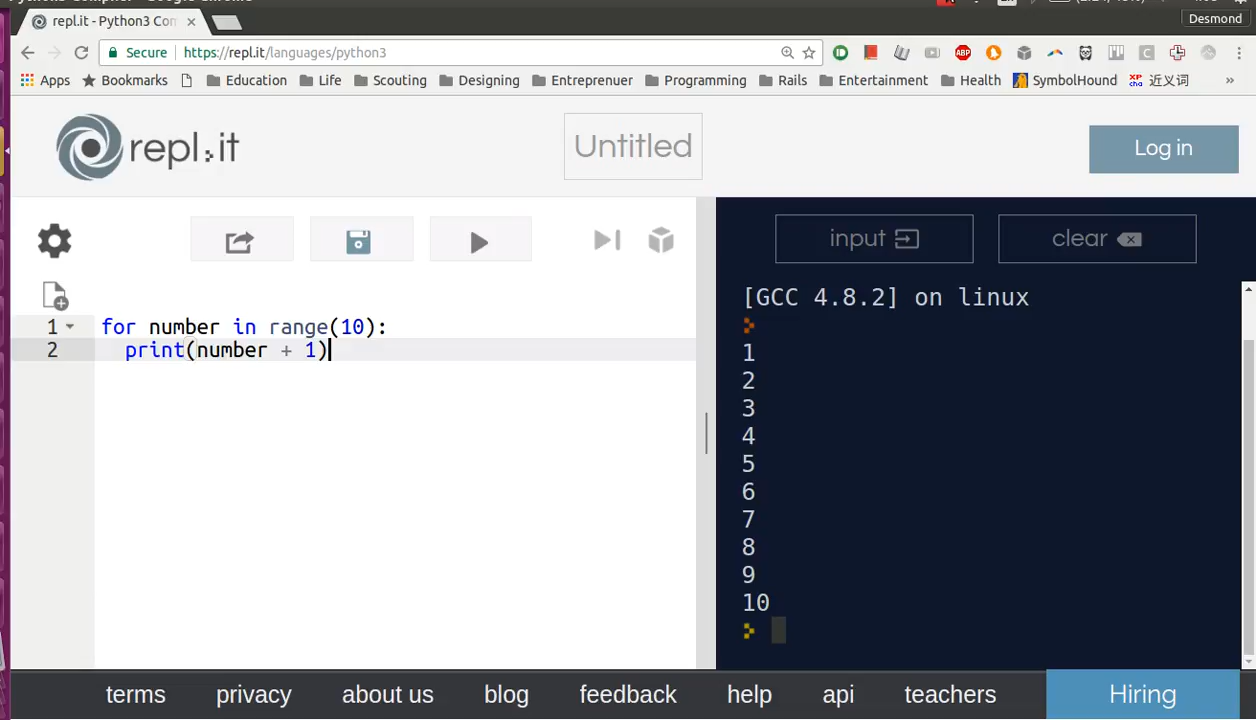 repl.it - Python3 Com
Desmond
Secure https://repl.it/languages/python3
Apps Bookmarks Education Life Scouting Designing Entreprenuer Programming Rails Entertainment Health SymbolHound 近义词 »
repl.it
Untitled
Log in
input
clear
[GCC 4.8.2] on linux
1 for number in range(10):
2 print(number + 1)
1
2
3
4
5
6
7
8
9
10
terms privacy about us blog feedback help api teachers Hiring